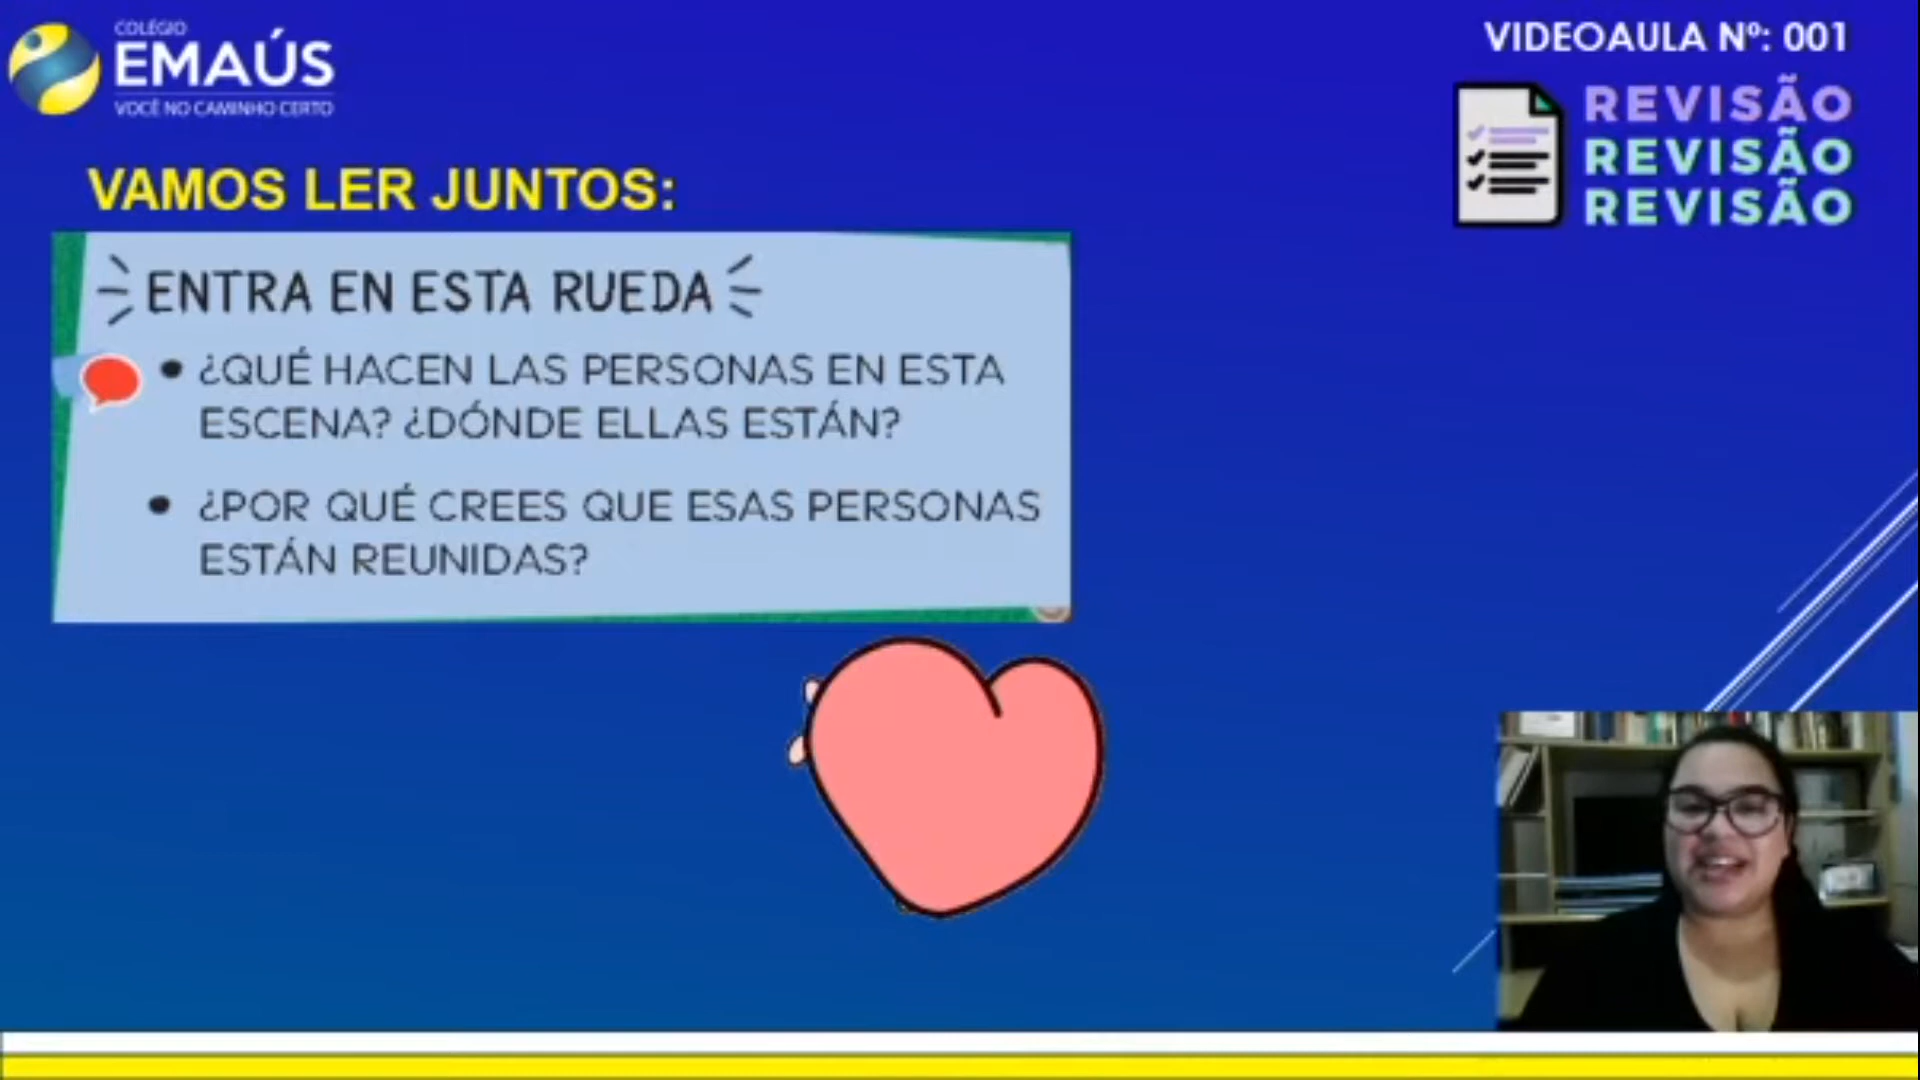 COLÉGIO
EMAÚS
VOCÊ NO CAMINHO CERTO
VIDEOAULA Nº: 001
REVISÃO
REVISÃO
REVISÃO
VAMOS LER JUNTOS:
ENTRA EN ESTA RUEDA
• ¿QUÉ HACEN LAS PERSONAS EN ESTA
ESCENA? ¿DÓNDE ELLAS ESTÁN?
• ¿POR QUÉ CREES QUE ESAS PERSONAS
ESTÁN REUNIDAS?